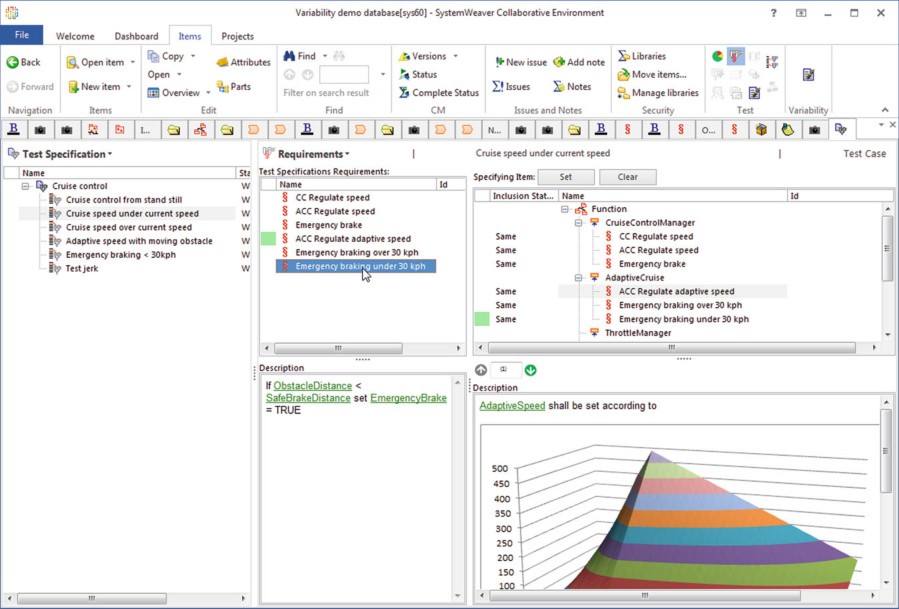 Variability demo database[sys60] - SystemWeaver Collaborative Environment
File Welcome Dashboard Items Projects
Back Open item Copy Attributes Find Versions New issue Add note Libraries
Forward New item Open Parts Status Issues Notes Move items...
Overview Filter on search result Complete Status Manage libraries
Navigation Items Edit Find CM Issues and Notes Security Test Variability
B I... B N... B B O...
Test Specification
Name Sta
Cruise control W
Cruise control from stand still W
Cruise speed under current speed W
Cruise speed over current speed W
Adaptive speed with moving obstacle W
Emergency braking < 30kph W
Test jerk W
Requirements
Test Specifications Requirements:
Name Id
CC Regulate speed
ACC Regulate speed
Emergency brake
ACC Regulate adaptive speed
Emergency braking over 30 kph
Emergency braking under 30 kph
Description
If ObstacleDistance <
SafeBrakeDistance set EmergencyBrake
= TRUE
Cruise speed under current speed Test Case
Specifying Item: Set Clear
Inclusion Stat... Name Id
Function
CruiseControlManager
Same CC Regulate speed
Same ACC Regulate speed
Same Emergency brake
AdaptiveCruise
Same ACC Regulate adaptive speed
Same Emergency braking over 30 kph
Same Emergency braking under 30 kph
ThrottleManager
Description
AdaptiveSpeed shall be set according to
500
450
400
350
300
250
200
150
100